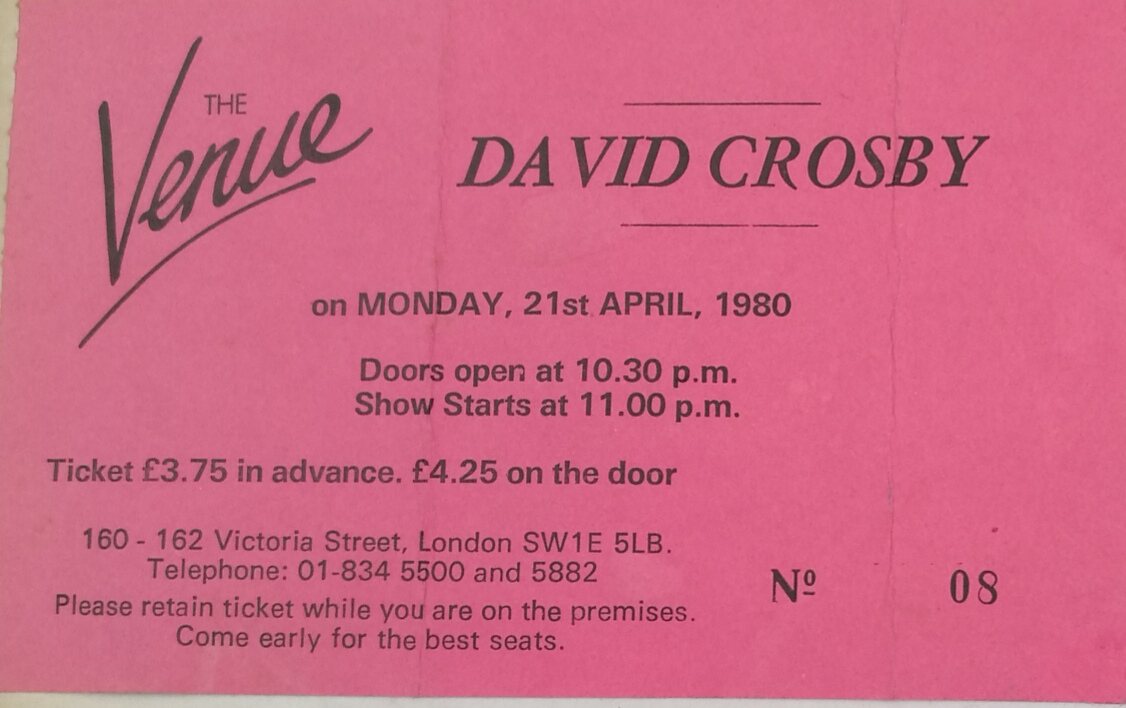 THE
Venue
DAVID CROSBY
on MONDAY, 21st APRIL, 1980
Doors open at 10.30 p.m.
Show Starts at 11.00 p.m.
Ticket £3.75 in advance. £4.25 on the door
160 - 162 Victoria Street, London SW1E 5LB.
Telephone: 01-834 5500 and 5882
Please retain ticket while you are on the premises.
Come early for the best seats.
Nº 08